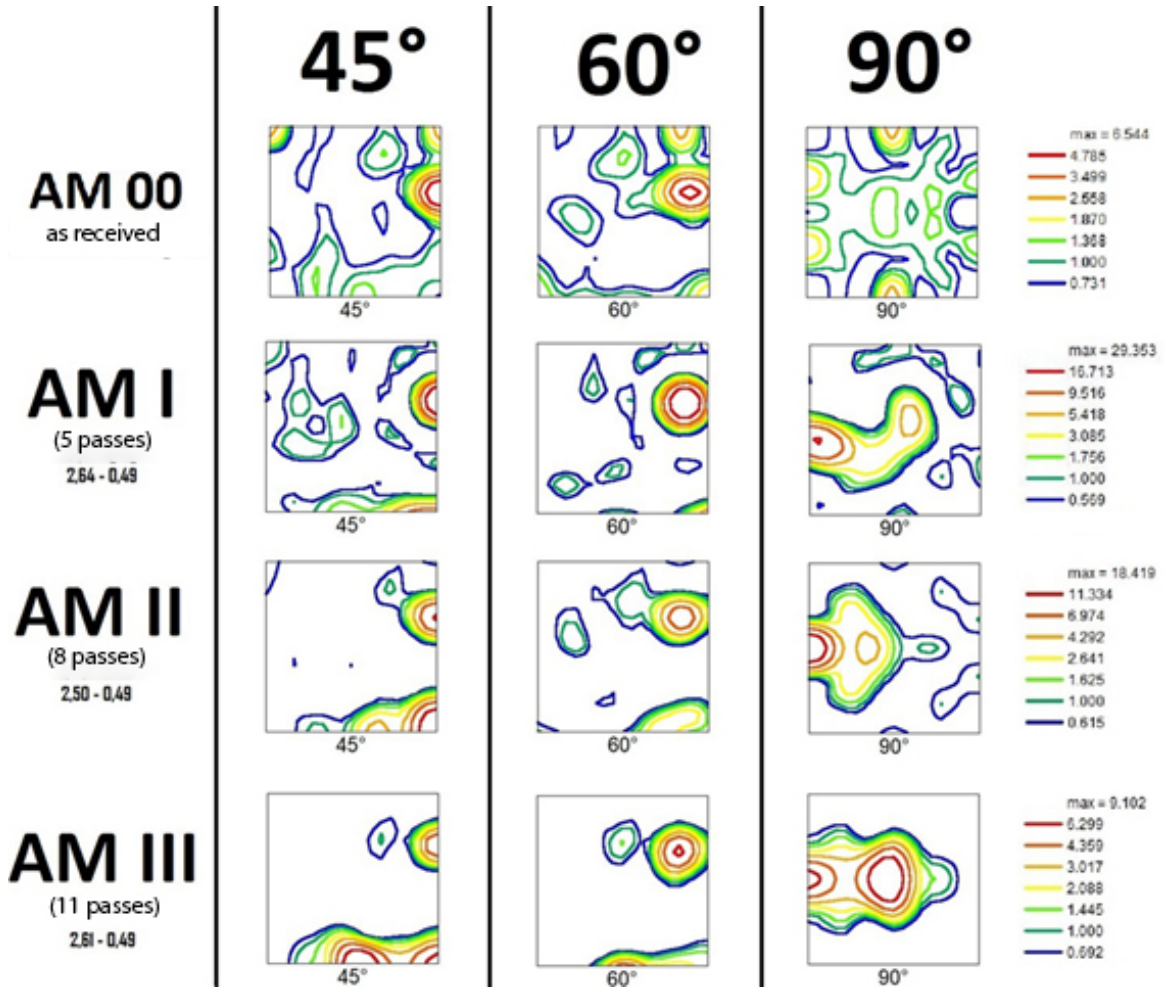 45° 60° 90°
AM 00
as received
max = 6.544
4.785
3.499
2.558
1.870
1.368
1.000
0.731
45° 60° 90°
AM I
(5 passes)
2,64 - 0,49
max = 29.353
16.713
9.516
5.418
3.085
1.756
1.000
0.569
45° 60° 90°
AM II
(8 passes)
2,50 - 0,49
max = 18.419
11.334
6.974
4.292
2.641
1.625
1.000
0.615
45° 60° 90°
AM III
(11 passes)
2,61 - 0,49
max = 9.102
6.299
4.359
3.017
2.088
1.445
1.000
0.692
45° 60° 90°